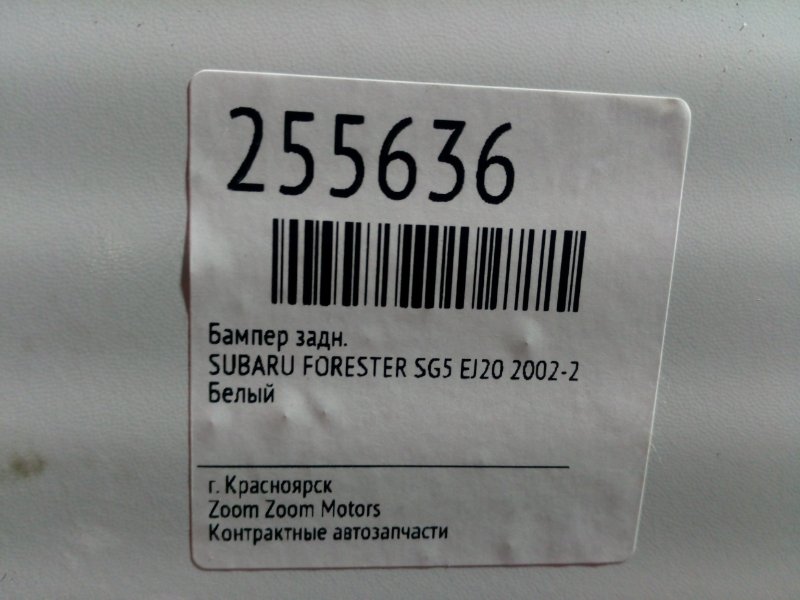 255636
Бампер задн.
SUBARU FORESTER SG5 EJ20 2002-2
Белый
г. Красноярск
Zoom Zoom Motors
Контрактные автозапчасти